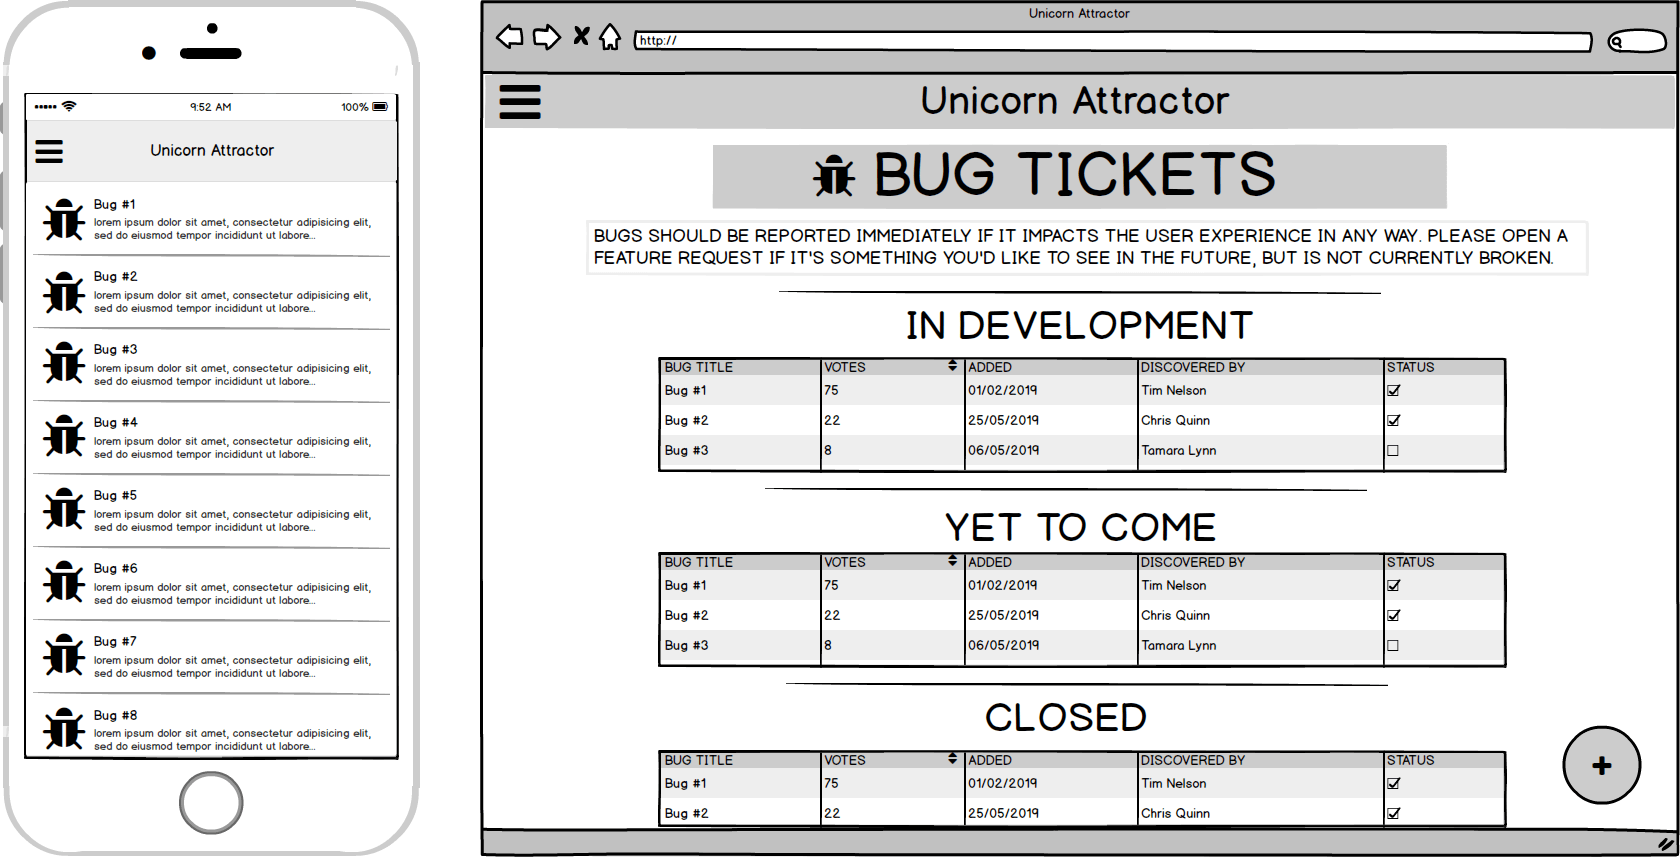 9:52 AM
100%
Unicorn Attractor
Bug #1
lorem ipsum dolor sit amet, consectetur adipisicing elit,
sed do eiusmod tempor incididunt ut labore...
Bug #2
lorem ipsum dolor sit amet, consectetur adipisicing elit,
sed do eiusmod tempor incididunt ut labore...
Bug #3
lorem ipsum dolor sit amet, consectetur adipisicing elit,
sed do eiusmod tempor incididunt ut labore...
Bug #4
lorem ipsum dolor sit amet, consectetur adipisicing elit,
sed do eiusmod tempor incididunt ut labore...
Bug #5
lorem ipsum dolor sit amet, consectetur adipisicing elit,
sed do eiusmod tempor incididunt ut labore...
Bug #6
lorem ipsum dolor sit amet, consectetur adipisicing elit,
sed do eiusmod tempor incididunt ut labore...
Bug #7
lorem ipsum dolor sit amet, consectetur adipisicing elit,
sed do eiusmod tempor incididunt ut labore...
Bug #8
lorem ipsum dolor sit amet, consectetur adipisicing elit,
sed do eiusmod tempor incididunt ut labore...
Unicorn Attractor
http://
Unicorn Attractor
BUG TICKETS
BUGS SHOULD BE REPORTED IMMEDIATELY IF IT IMPACTS THE USER EXPERIENCE IN ANY WAY. PLEASE OPEN A
FEATURE REQUEST IF IT'S SOMETHING YOU'D LIKE TO SEE IN THE FUTURE, BUT IS NOT CURRENTLY BROKEN.
IN DEVELOPMENT
BUG TITLE VOTES ADDED DISCOVERED BY STATUS
Bug #1 75 01/02/2019 Tim Nelson
Bug #2 22 25/05/2019 Chris Quinn
Bug #3 8 06/05/2019 Tamara Lynn
YET TO COME
BUG TITLE VOTES ADDED DISCOVERED BY STATUS
Bug #1 75 01/02/2019 Tim Nelson
Bug #2 22 25/05/2019 Chris Quinn
Bug #3 8 06/05/2019 Tamara Lynn
CLOSED
BUG TITLE VOTES ADDED DISCOVERED BY STATUS
Bug #1 75 01/02/2019 Tim Nelson
Bug #2 22 25/05/2019 Chris Quinn
+